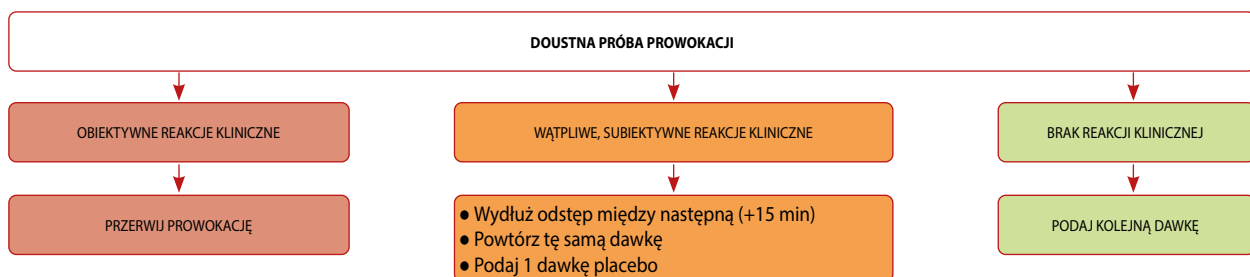 DOUSTNA PRÓBA PROWOKACJI
OBIEKTYWNE REAKCJE KLINICZNE
WĄTPLIWE, SUBIEKTYWNE REAKCJE KLINICZNE
BRAK REAKCJI KLINICZNEJ
PRZERWIJ PROWOKACJĘ
● Wydłuż odstęp między następną (+15 min)
● Powtórz tę samą dawkę
● Podaj 1 dawkę placebo
PODAJ KOLEJNĄ DAWKĘ